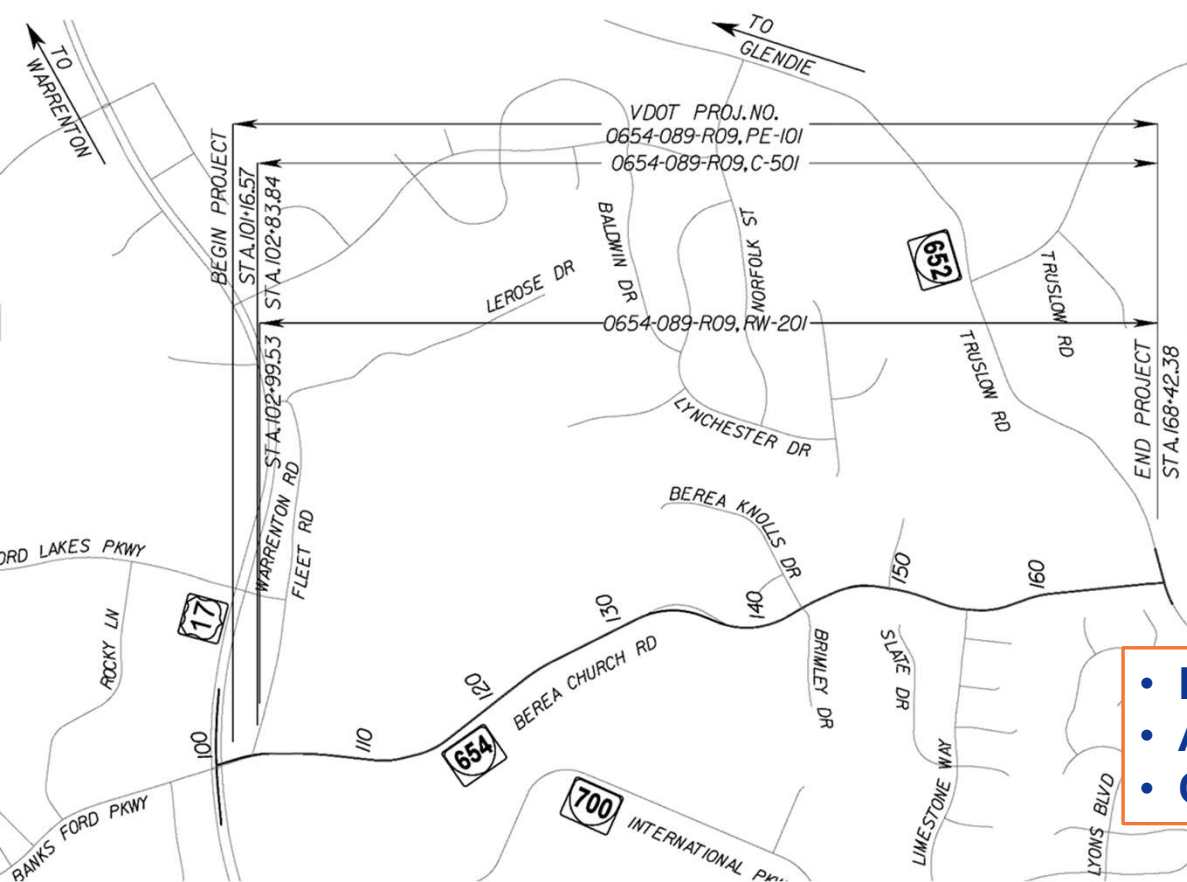 TO
WARRENTON
TO
GLENDIE
VDOT PROJ.NO.
0654-089-R09,PE-101
0654-089-R09,C-501
BEGIN PROJECT
STA.101+16.57
STA.102+83.84
BALDWIN DR
NORFOLK ST
652
TRUSLOW RD
LEROSE DR
0654-089-R09,RW-201
STA.102+99.53
TRUSLOW RD
END PROJECT
STA.168+42.38
LYNCHESTER DR
WARRENTON RD
FLEET RD
BEREA KNOLLS DR
ORD LAKES PKWY
17
ROCKY LN
100
110
120
130
140
150
160
BEREA CHURCH RD
654
BRIMLEY DR
SLATE DR
700
INTERNATIONAL
LIMESTONE WAY
LYONS BLVD
BANKS FORD PKWY